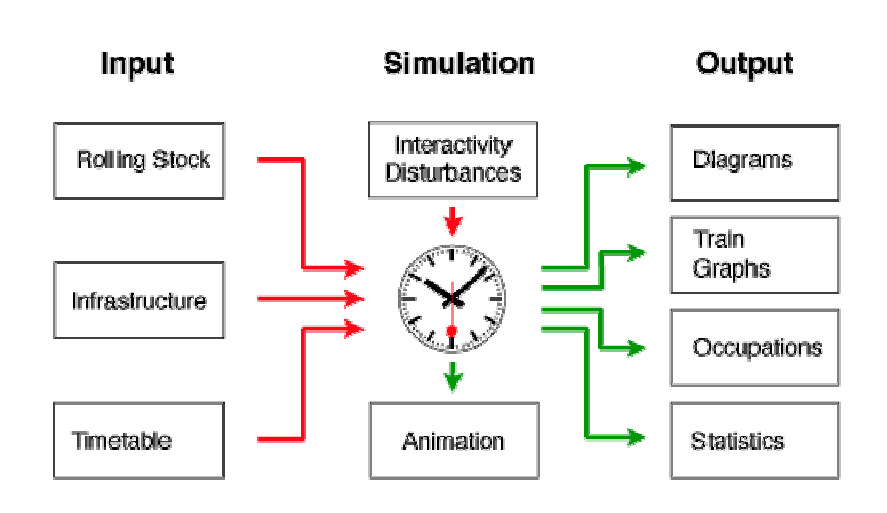 Input
Simulation
Output
Rolling Stock
Interactivity
Disturbances
Diagrams
Train
Graphs
Infrastructure
Occupations
Timetable
Animation
Statistics